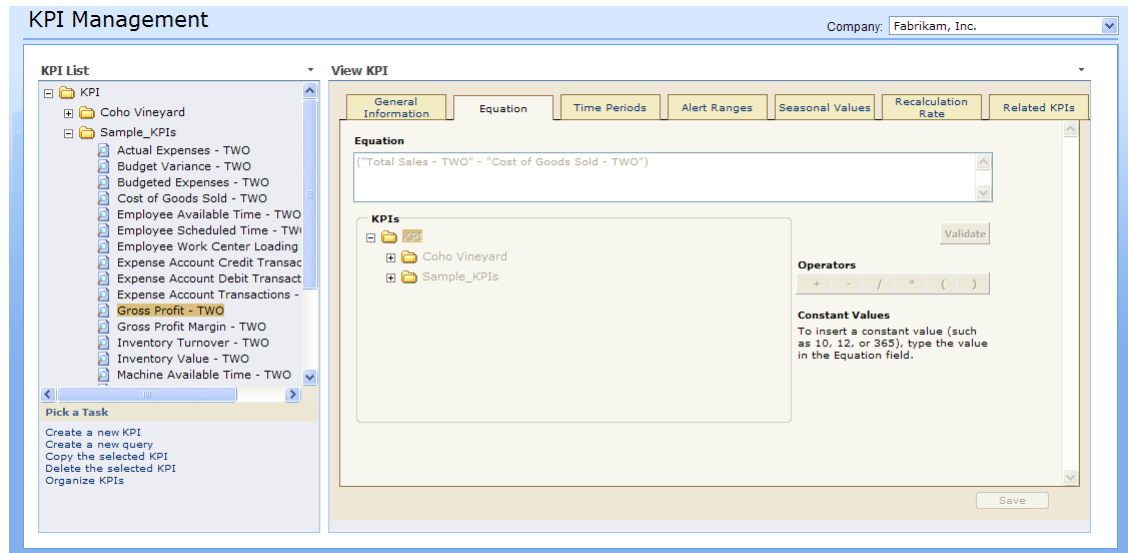 KPI Management
Company: Fabrikam, Inc.
KPI List
KPI
Coho Vineyard
Sample_KPIs
Actual Expenses - TWO
Budget Variance - TWO
Budgeted Expenses - TWO
Cost of Goods Sold - TWO
Employee Available Time - TWO
Employee Scheduled Time - TW
Employee Work Center Loading
Expense Account Credit Transac
Expense Account Debit Transact
Expense Account Transactions -
Gross Profit - TWO
Gross Profit Margin - TWO
Inventory Turnover - TWO
Inventory Value - TWO
Machine Available Time - TWO
Pick a Task
Create a new KPI
Create a new query
Copy the selected KPI
Delete the selected KPI
Organize KPIs
View KPI
General
Information
Equation
Time Periods
Alert Ranges
Seasonal Values
Recalculation
Rate
Related KPIs
Equation
("Total Sales - TWO" - "Cost of Goods Sold - TWO")
KPIs
KPI
Coho Vineyard
Sample_KPIs
Validate
Operators
+ - / * ( )
Constant Values
To insert a constant value (such
as 10, 12, or 365), type the value
in the Equation field.
Save